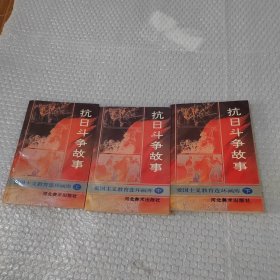 抗日斗争故事
爱国主义教育连环画库 上
河北美术出版社
抗日斗争故事
爱国主义教育连环画库 中
河北美术出版社
抗日斗争故事
爱国主义教育连环画库 下
河北美术出版社